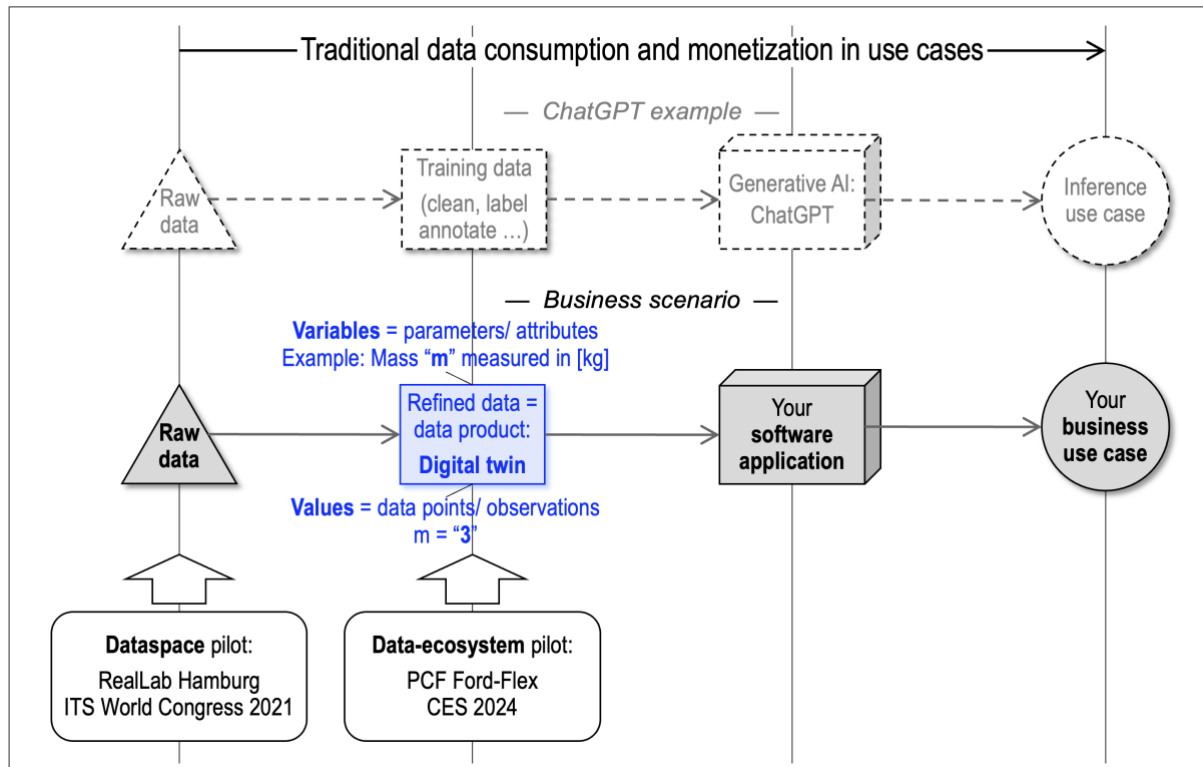 Traditional data consumption and monetization in use cases
— ChatGPT example —
Raw
data
Training data
(clean, label
annotate ...)
Generative AI:
ChatGPT
Inference
use case
— Business scenario —
Variables = parameters/ attributes
Example: Mass “m” measured in [kg]
Raw
data
Refined data =
data product:
Digital twin
Your
software
application
Your
business
use case
Values = data points/ observations
m = “3”
Dataspace pilot:
RealLab Hamburg
ITS World Congress 2021
Data-ecosystem pilot:
PCF Ford-Flex
CES 2024